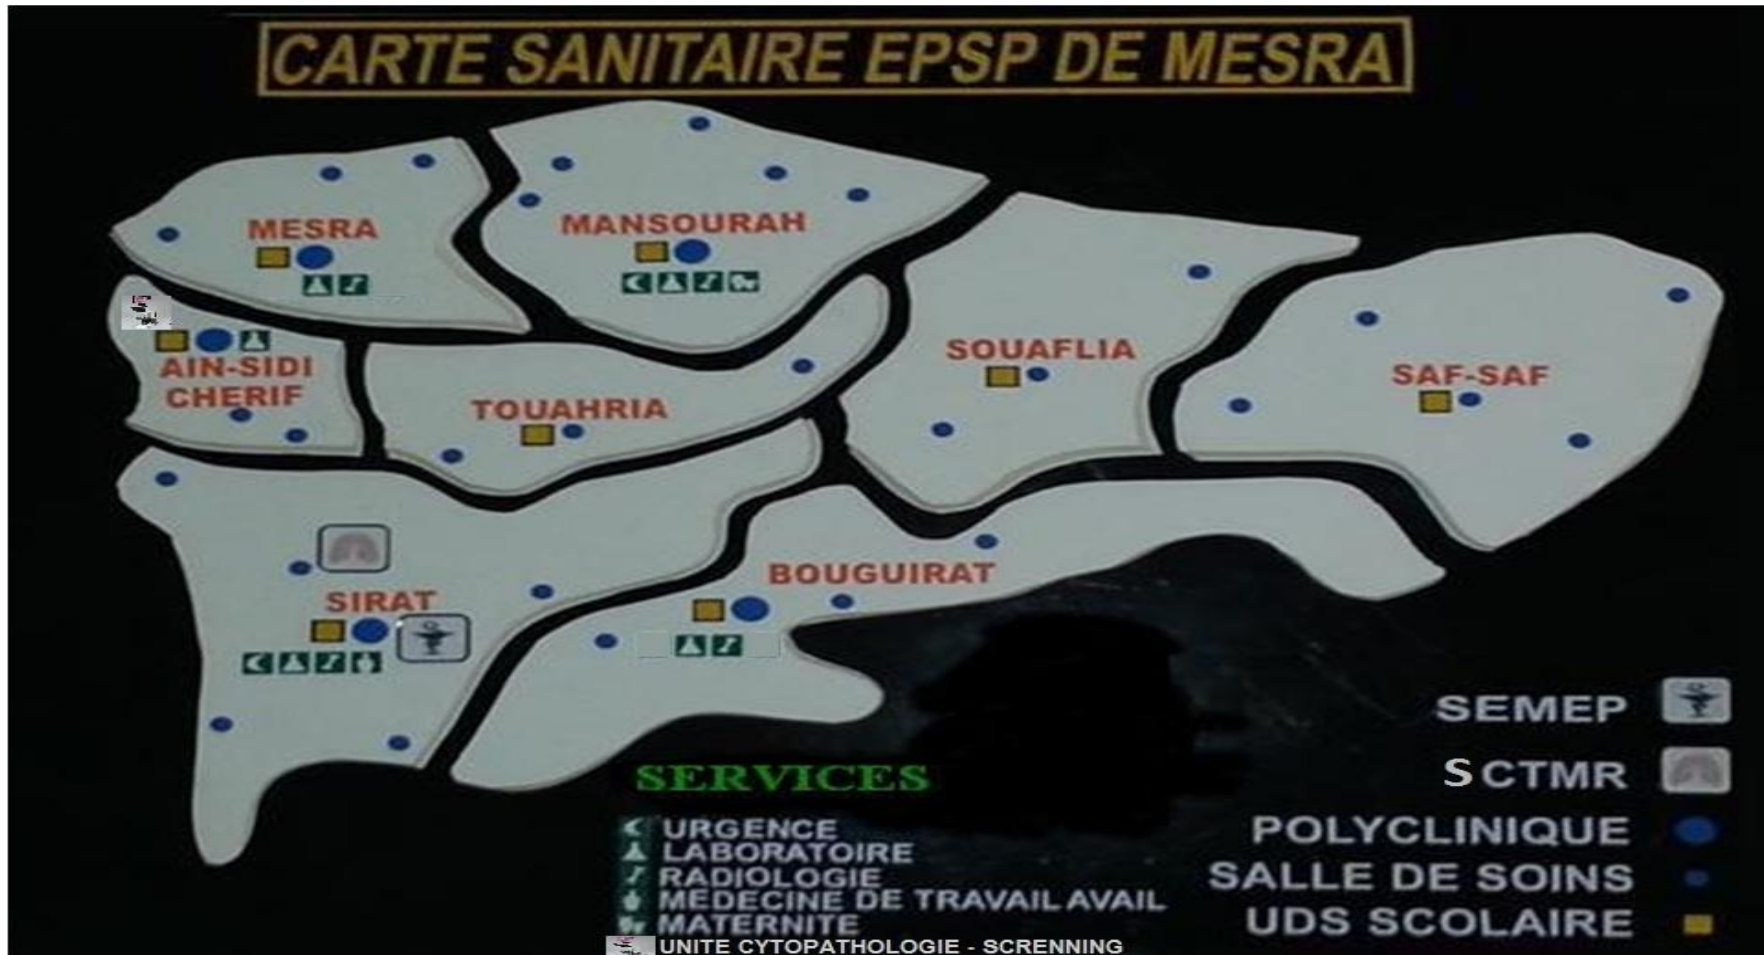 CARTE SANITAIRE EPSP DE MESRA
MESRA
MANSOURAH
SOUAFLIA
SAF-SAF
AIN-SIDI
CHERIF
TOUAHRIA
BOUGUIRAT
SIRAT
SEMEP
S CTMR
POLYCLINIQUE
SALLE DE SOINS
UDS SCOLAIRE
SERVICES
URGENCE
LABORATOIRE
RADIOLOGIE
MEDECINE DE TRAVAIL AVAIL
MATERNITE
UNITE CYTOPATHOLOGIE - SCRENNING